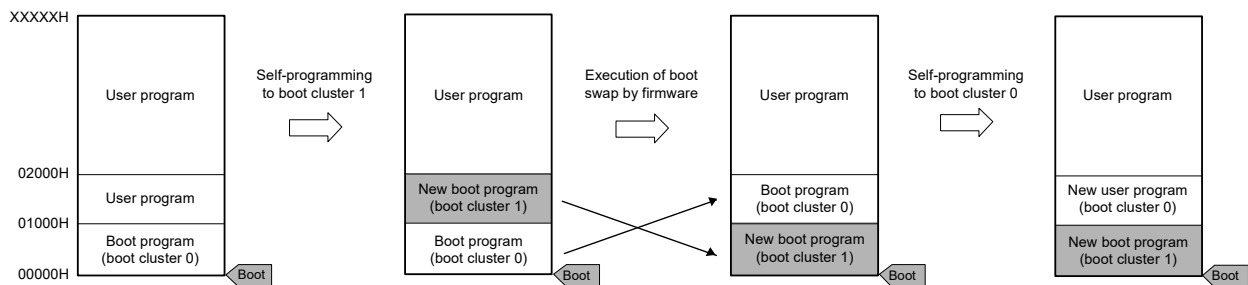 XXXXXH
User program
02000H
User program
01000H
Boot program
(boot cluster 0)
00000H
Boot
Self-programming
to boot cluster 1
User program
New boot program
(boot cluster 1)
Boot program
(boot cluster 0)
Boot
Execution of boot
swap by firmware
User program
Boot program
(boot cluster 0)
New boot program
(boot cluster 1)
Boot
Self-programming
to boot cluster 0
User program
New user program
(boot cluster 0)
New boot program
(boot cluster 1)
Boot